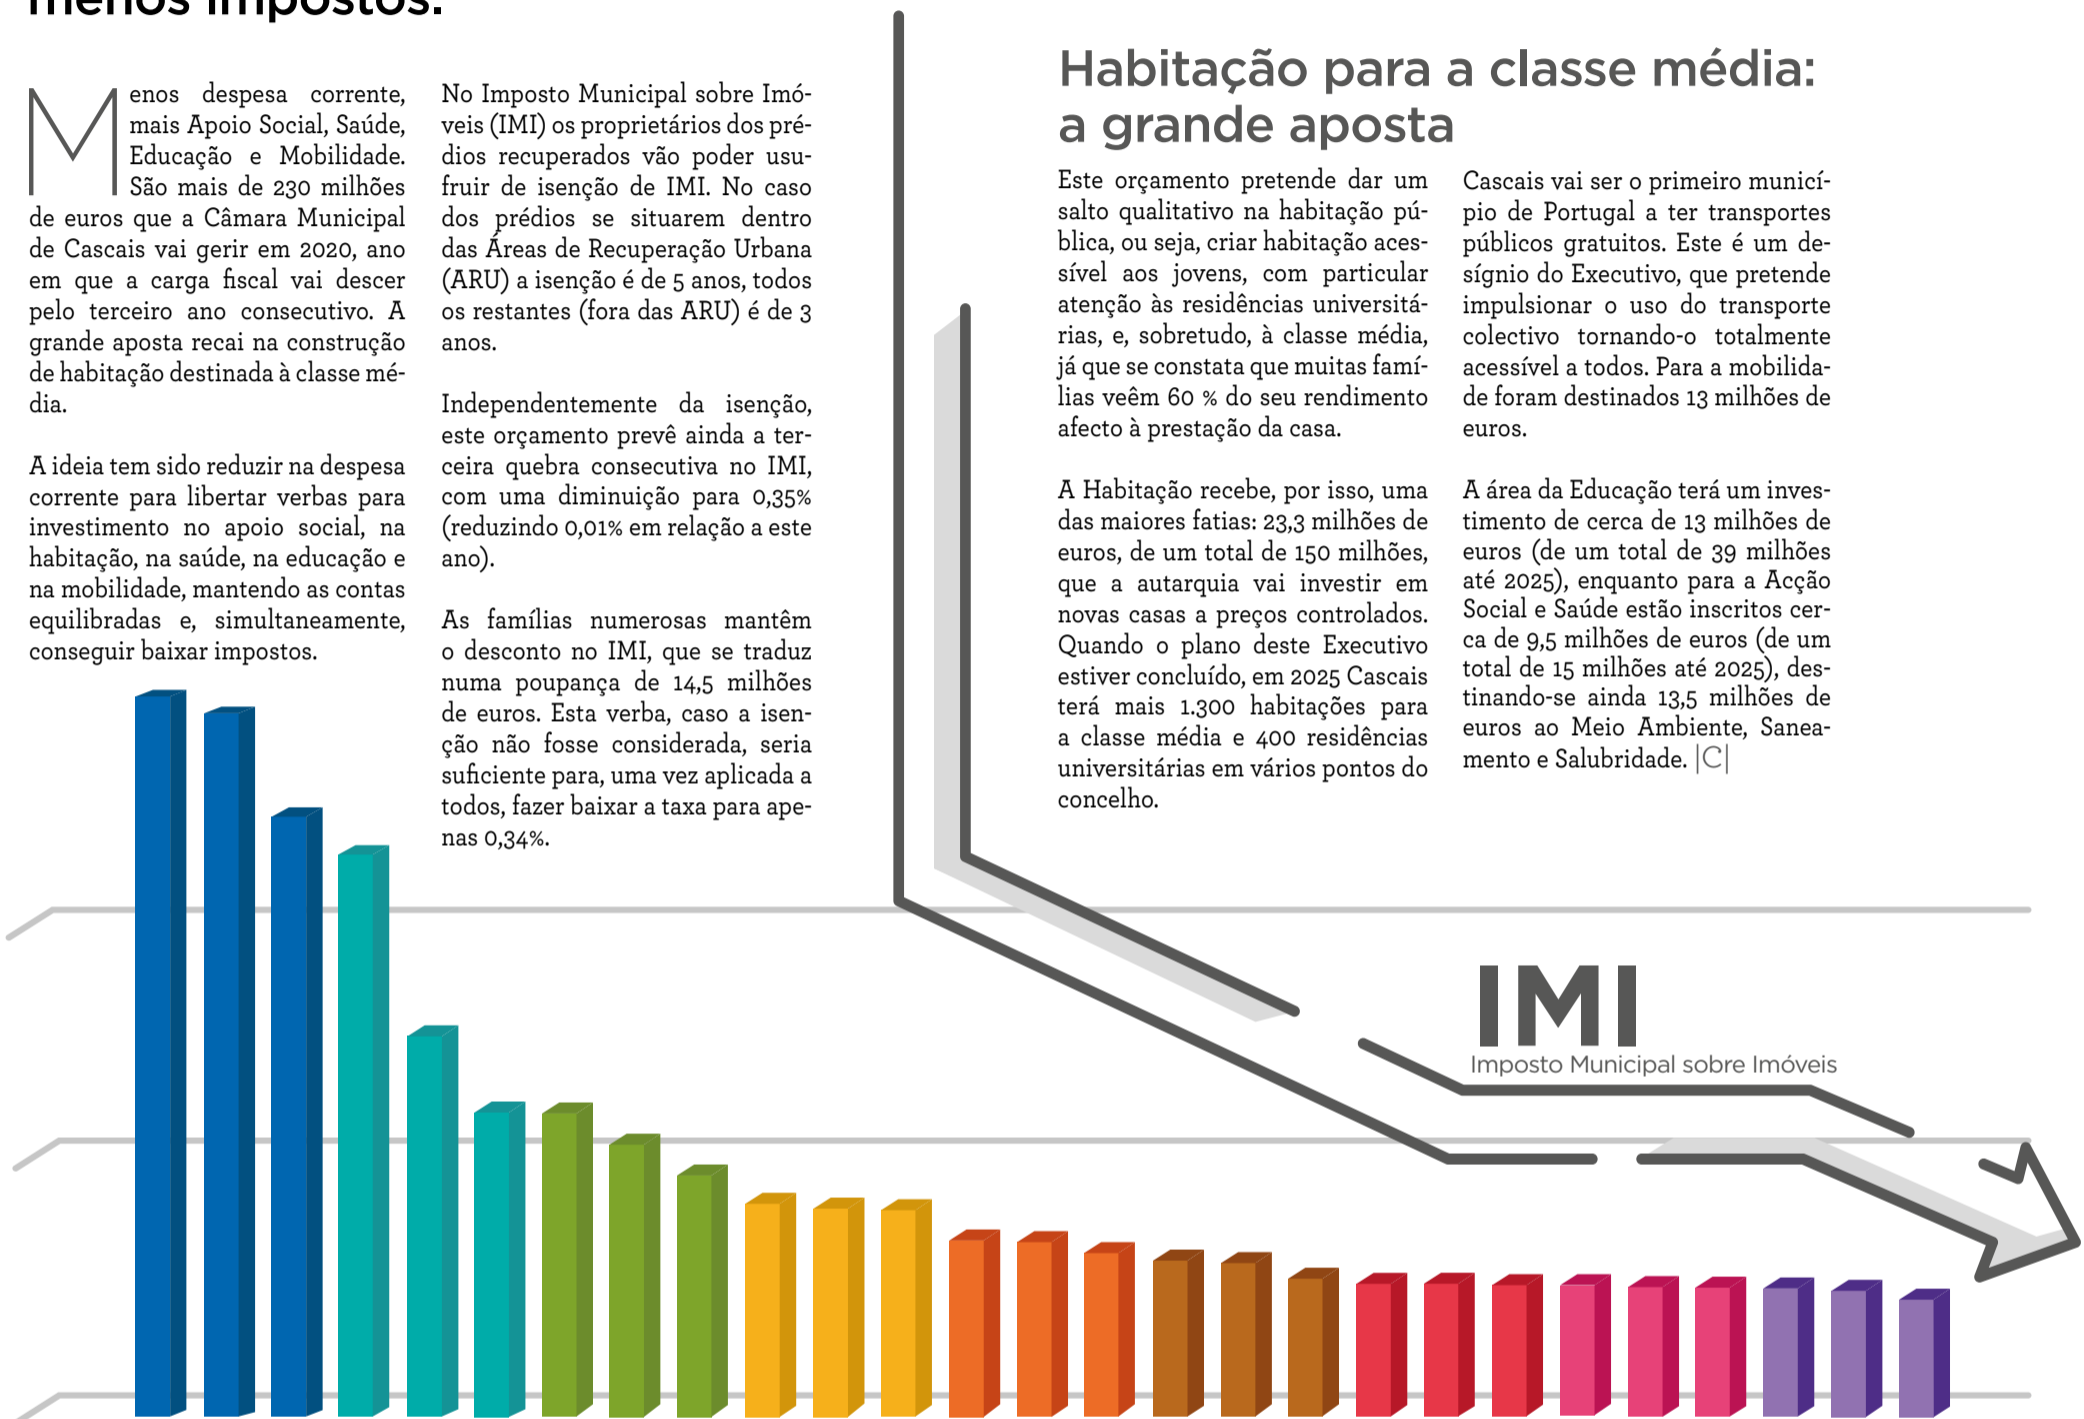 menos impostos.
Menos despesa corrente,
mais Apoio Social, Saúde,
Educação e Mobilidade.
São mais de 230 milhões
de euros que a Câmara Municipal
de Cascais vai gerir em 2020, ano
em que a carga fiscal vai descer
pelo terceiro ano consecutivo. A
grande aposta recai na construção
de habitação destinada à classe mé-
dia.
A ideia tem sido reduzir na despesa
corrente para libertar verbas para
investimento no apoio social, na
habitação, na saúde, na educação e
na mobilidade, mantendo as contas
equilibradas e, simultaneamente,
conseguir baixar impostos.
No Imposto Municipal sobre Imó-
veis (IMI) os proprietários dos pré-
dios recuperados vão poder usu-
fruir de isenção de IMI. No caso
dos prédios se situarem dentro
das Áreas de Recuperação Urbana
(ARU) a isenção é de 5 anos, todos
os restantes (fora das ARU) é de 3
anos.
Independentemente da isenção,
este orçamento prevê ainda a ter-
ceira quebra consecutiva no IMI,
com uma diminuição para 0,35%
(reduzindo 0,01% em relação a este
ano).
As famílias numerosas mantêm
o desconto no IMI, que se traduz
numa poupança de 14,5 milhões
de euros. Esta verba, caso a isen-
ção não fosse considerada, seria
suficiente para, uma vez aplicada a
todos, fazer baixar a taxa para ape-
nas 0,34%.
Habitação para a classe média:
a grande aposta
Este orçamento pretende dar um
salto qualitativo na habitação pú-
blica, ou seja, criar habitação aces-
sível aos jovens, com particular
atenção às residências universitá-
rias, e, sobretudo, à classe média,
já que se constata que muitas famí-
lias veêm 60 % do seu rendimento
afecto à prestação da casa.
A Habitação recebe, por isso, uma
das maiores fatias: 23,3 milhões de
euros, de um total de 150 milhões,
que a autarquia vai investir em
novas casas a preços controlados.
Quando o plano deste Executivo
estiver concluído, em 2025 Cascais
terá mais 1.300 habitações para
a classe média e 400 residências
universitárias em vários pontos do
concelho.
Cascais vai ser o primeiro municí-
pio de Portugal a ter transportes
públicos gratuitos. Este é um de-
sígnio do Executivo, que pretende
impulsionar o uso do transporte
colectivo tornando-o totalmente
acessível a todos. Para a mobilida-
de foram destinados 13 milhões de
euros.
A área da Educação terá um inves-
timento de cerca de 13 milhões de
euros (de um total de 39 milhões
até 2025), enquanto para a Acção
Social e Saúde estão inscritos cer-
ca de 9,5 milhões de euros (de um
total de 15 milhões até 2025), des-
tinando-se ainda 13,5 milhões de
euros ao Meio Ambiente, Sanea-
mento e Salubridade. |C|
IMI
Imposto Municipal sobre Imóveis